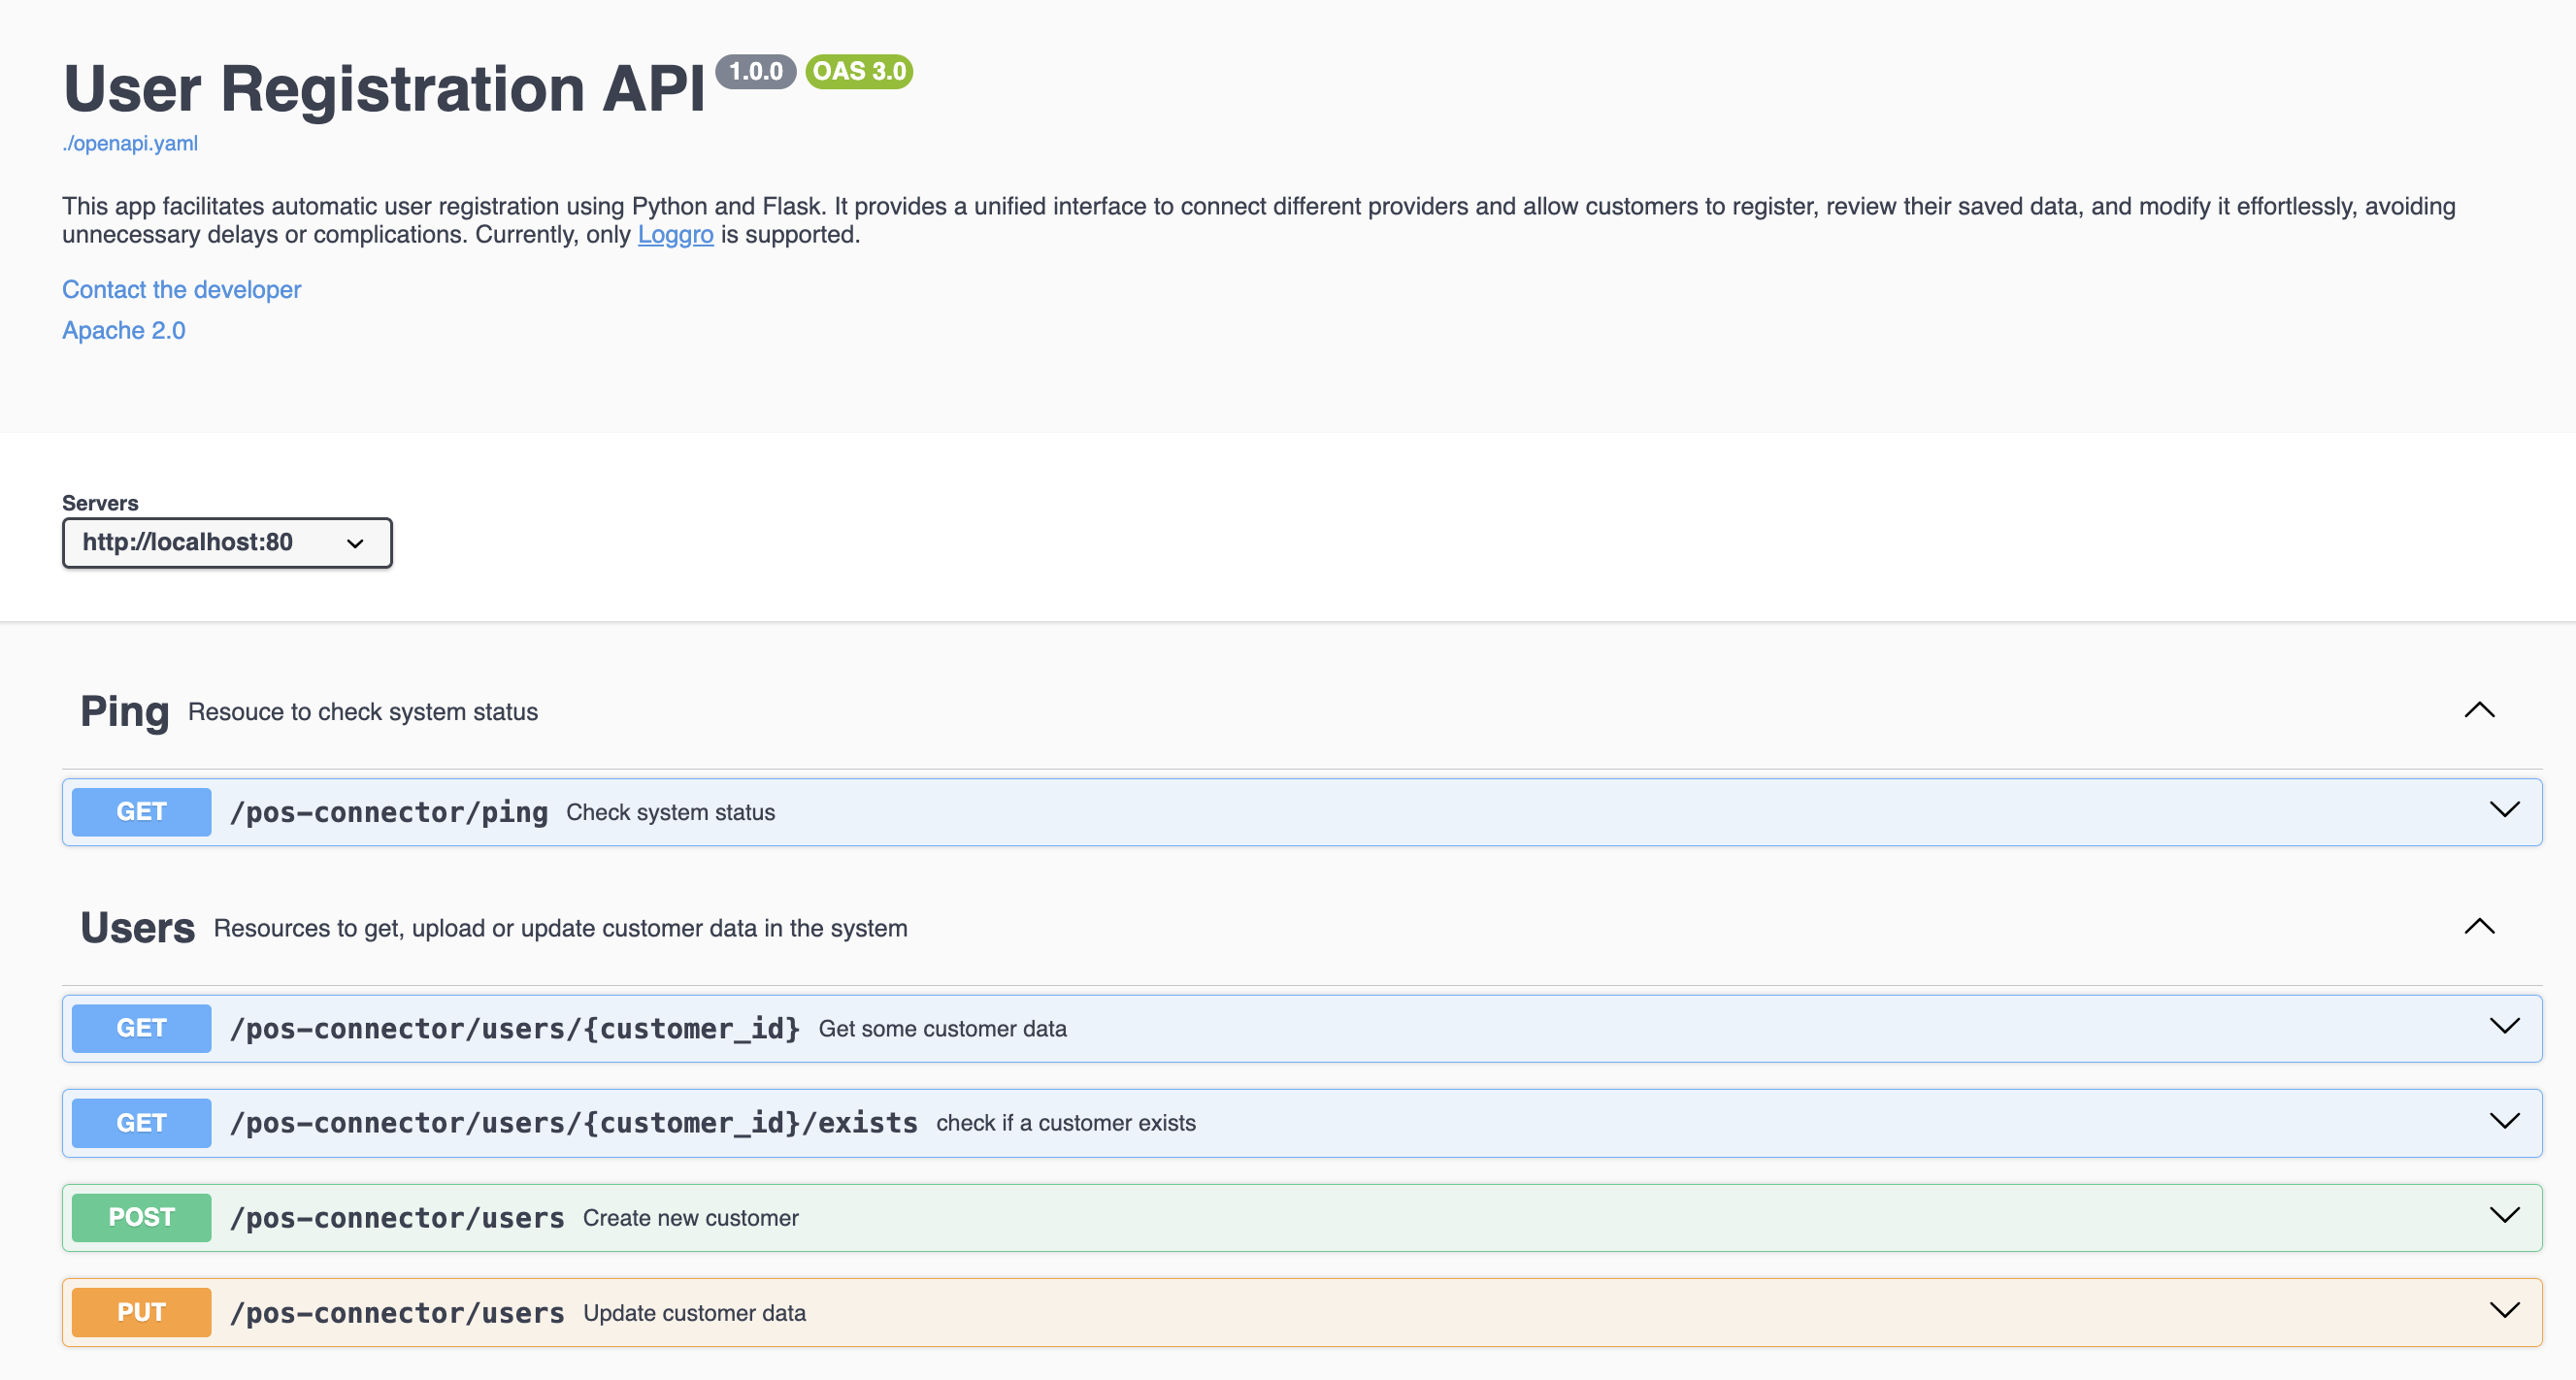 User Registration API 1.0.0 OAS 3.0
./openapi.yaml
This app facilitates automatic user registration using Python and Flask. It provides a unified interface to connect different providers and allow customers to register, review their saved data, and modify it effortlessly, avoiding
unnecessary delays or complications. Currently, only Loggro is supported.
Contact the developer
Apache 2.0
Servers
http://localhost:80
Ping Resouce to check system status
GET /pos-connector/ping Check system status
Users Resources to get, upload or update customer data in the system
GET /pos-connector/users/{customer_id} Get some customer data
GET /pos-connector/users/{customer_id}/exists check if a customer exists
POST /pos-connector/users Create new customer
PUT /pos-connector/users Update customer data